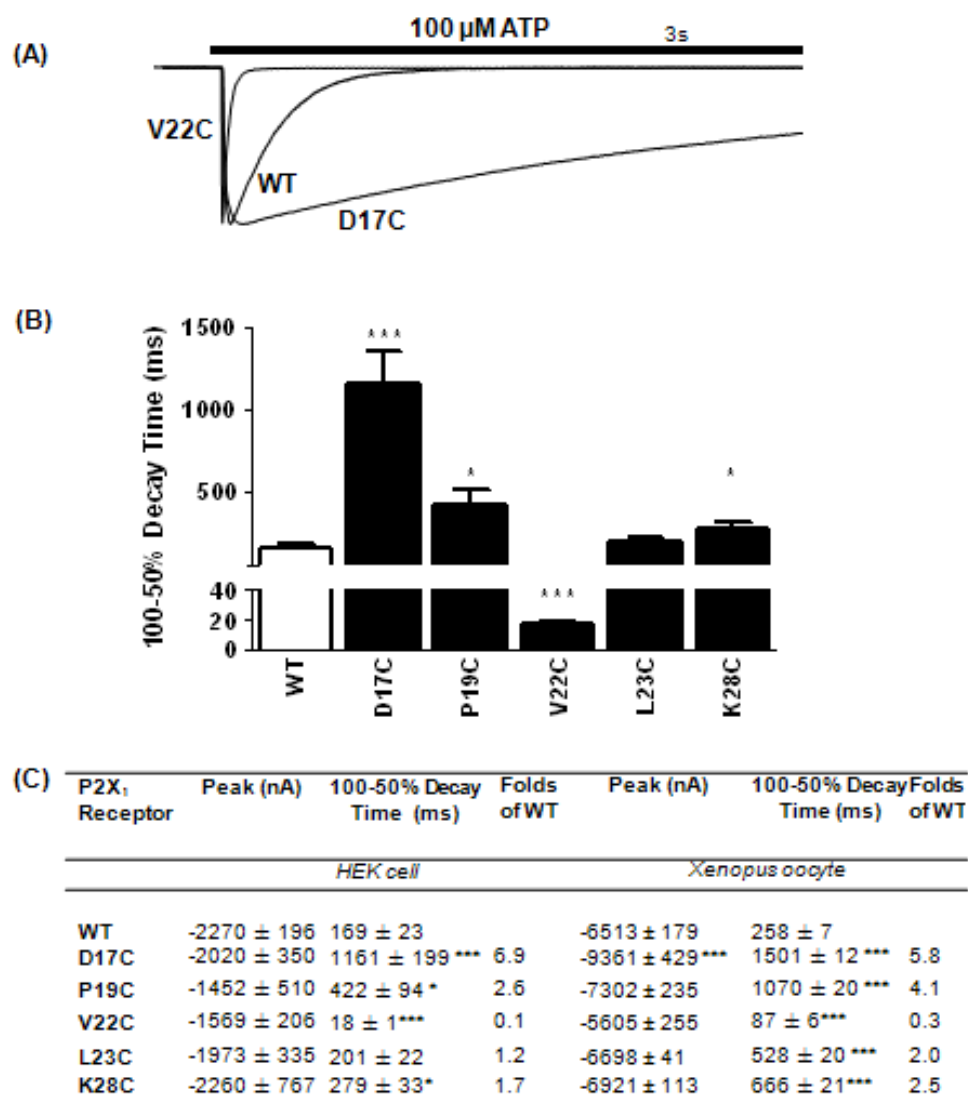 (A)
100 µM ATP
3s
V22C
WT
D17C
(B)
100-50% Decay Time (ms)
1500
1000
500
40
20
0
***
*
***
*
WT
D17C
P19C
V22C
L23C
K28C
(C)
P2X₁ Receptor Peak (nA) 100-50% Decay Time (ms) Folds of WT Peak (nA) 100-50% Decay Time (ms) Folds of WT
HEK cell Xenopus oocyte
WT -2270 ± 196 169 ± 23 -6513 ± 179 258 ± 7
D17C -2020 ± 350 1161 ± 199 *** 6.9 -9361 ± 429 *** 1501 ± 12 *** 5.8
P19C -1452 ± 510 422 ± 94 * 2.6 -7302 ± 235 1070 ± 20 *** 4.1
V22C -1569 ± 206 18 ± 1*** 0.1 -5605 ± 255 87 ± 6*** 0.3
L23C -1973 ± 335 201 ± 22 1.2 -6698 ± 41 528 ± 20 *** 2.0
K28C -2260 ± 767 279 ± 33* 1.7 -6921 ± 113 666 ± 21*** 2.5